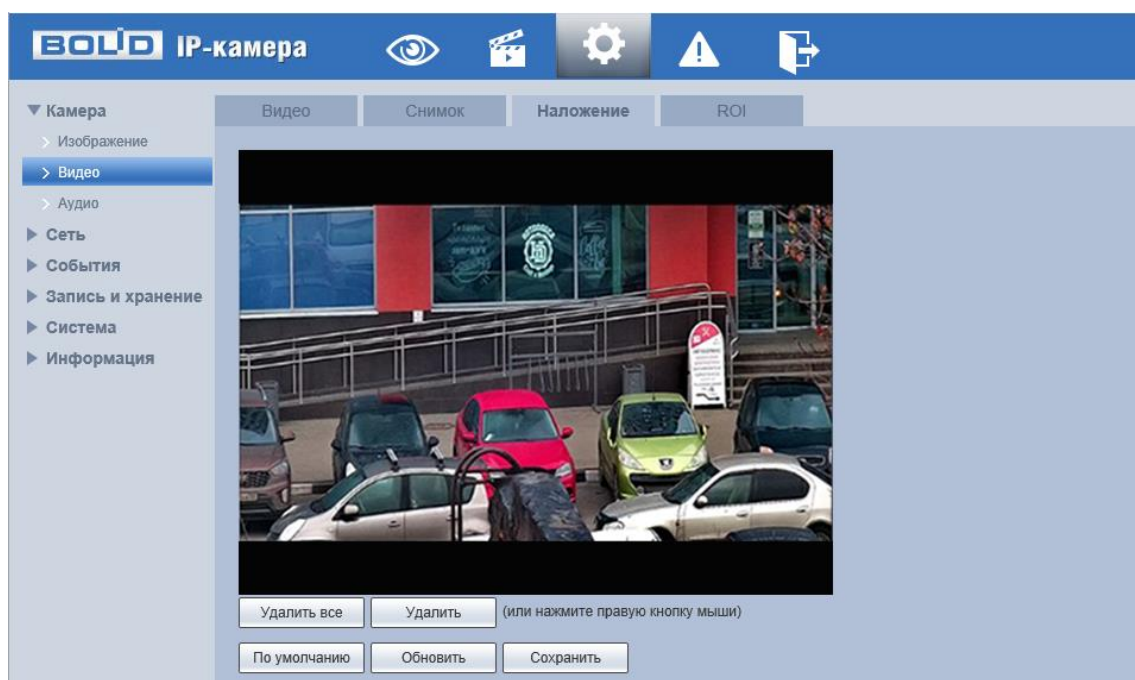 BOLID IP-камера
Камера
Изображение
Видео
Аудио
Сеть
События
Запись и хранение
Система
Информация
Видео Снимок Наложение ROI
Удалить все Удалить (или нажмите правую кнопку мыши)
По умолчанию Обновить Сохранить